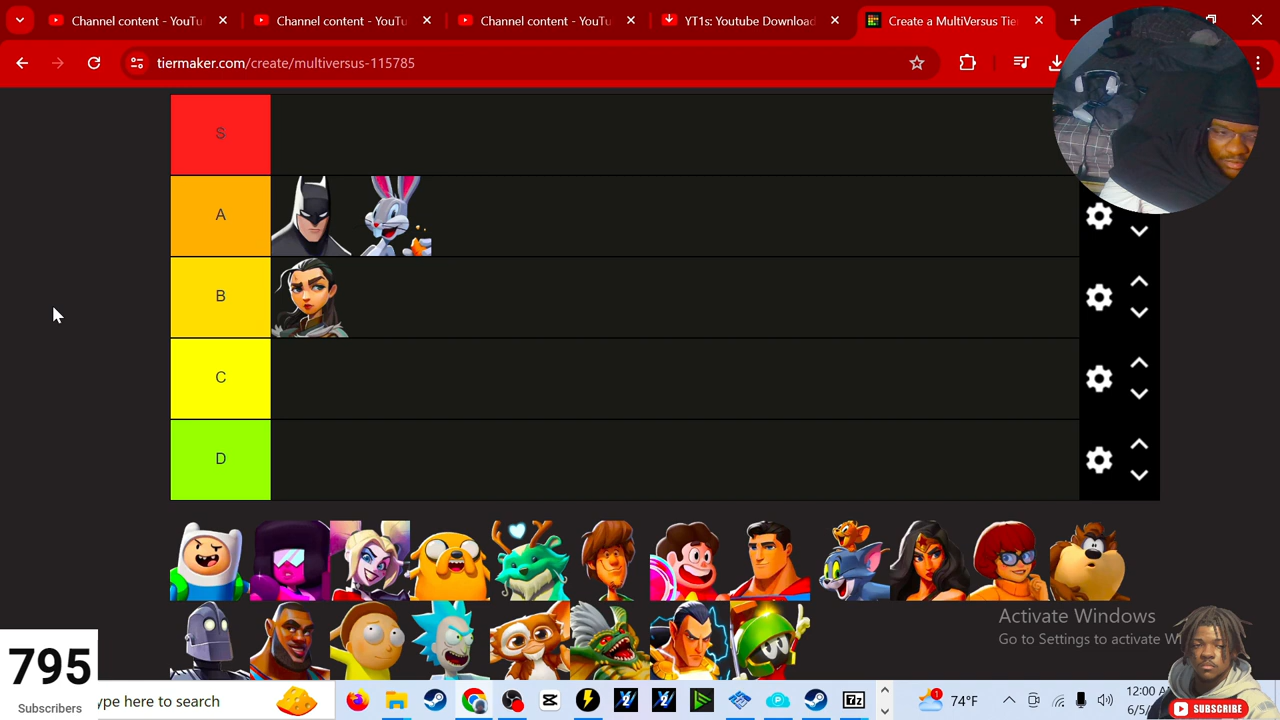 Channel content - YouTu
Channel content - YouTu
Channel content - YouTu
YT1s: Youtube Download
Create a MultiVersus Tie
tiermaker.com/create/multiversus-115785
S
A
B
C
D
Activate Windows
Go to Settings to activate Wi
795
Subscribers
ype here to search
74°F
12:00 A
6/5/
SUBSCRIBE